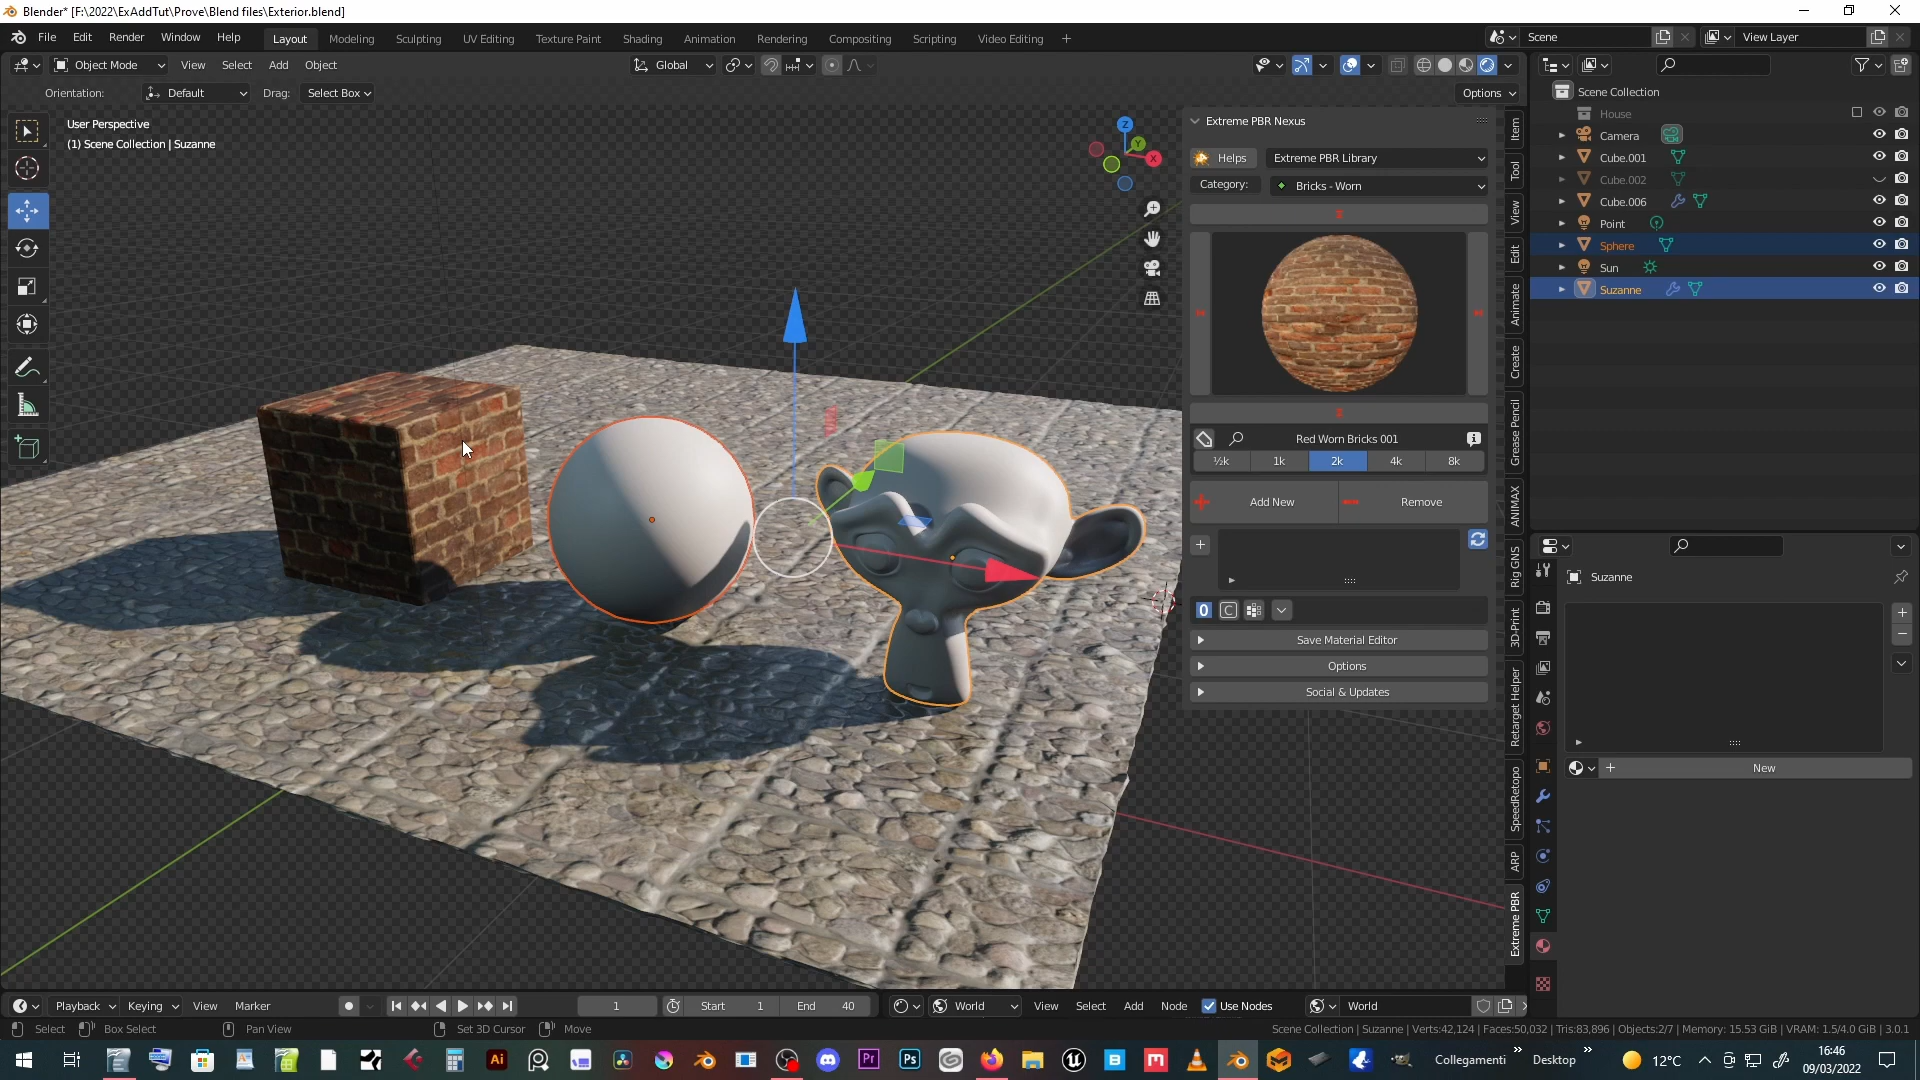 Blender* [F:\2022\ExAddTut\Prove\Blend files\Exterior.blend]
File Edit Render Window Help Layout Modeling Sculpting UV Editing Texture Paint Shading Animation Rendering Compositing Scripting Video Editing + Scene View Layer
Object Mode View Select Add Object Global
Orientation: Default Drag: Select Box Options
User Perspective
(1) Scene Collection | Suzanne
Z
Y
X
Extreme PBR Nexus
Helps Extreme PBR Library
Category: Bricks - Worn
Red Worn Bricks 001
½k 1k 2k 4k 8k
Add New Remove
0 C
Save Material Editor
Options
Social & Updates
Item
Tool
View
Edit
Animate
Create
Grease Pencil
ANIMAX
Rig GNS
3D-Print
Retarget Helper
SpeedRetopo
ARP
Extreme PBR
Scene Collection
House
Camera
Cube.001
Cube.002
Cube.006
Point
Sphere
Sun
Suzanne
Suzanne
New
Playback Keying View Marker 1 Start 1 End 40 World View Select Add Node Use Nodes World
Select Box Select Pan View Set 3D Cursor Move
Scene Collection | Suzanne | Verts:42,124 | Faces:50,032 | Tris:83,896 | Objects:2/7 | Memory: 15.53 GiB | VRAM: 1.5/4.0 GiB | 3.0.1
Ai Pr Ps B Collegamenti » Desktop » 12°C 16:46
09/03/2022